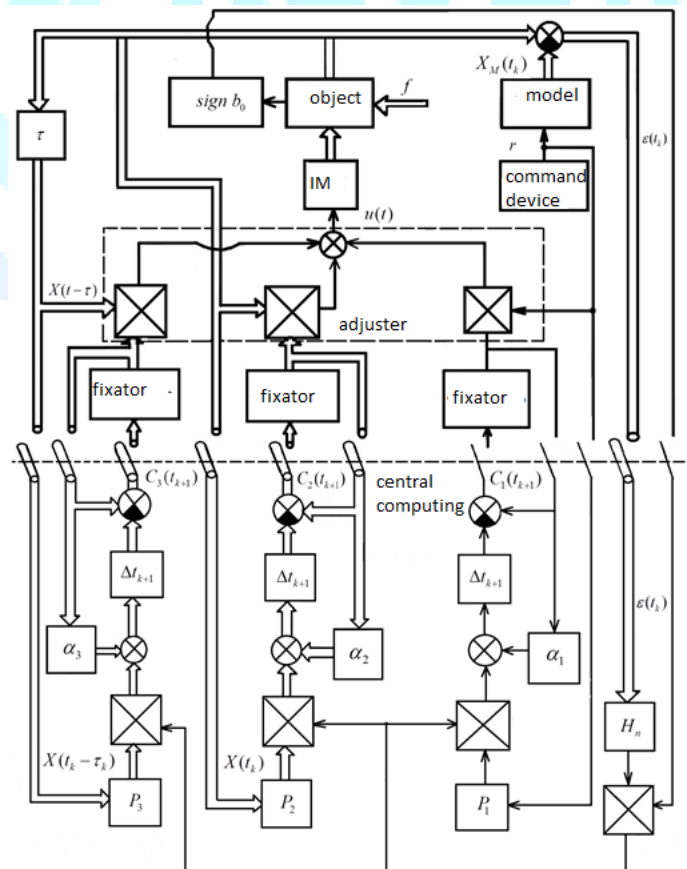 X_M(t_k)
sign b_0
object
f
model
τ
r
ε(t_k)
IM
command
device
u(t)
X(t−τ)
adjuster
fixator -
fixator
fixator
C_3(t_{k+1})
C_2(t_{k+1})
central
computing
C_1(t_{k+1})
Δt_{k+1}
Δt_{k+1}
Δt_{k+1}
ε(t_k)
α_3
α_2
α_1
H_n
X(t_k − τ_k)
X(t_k)
P_3
P_2
P_1